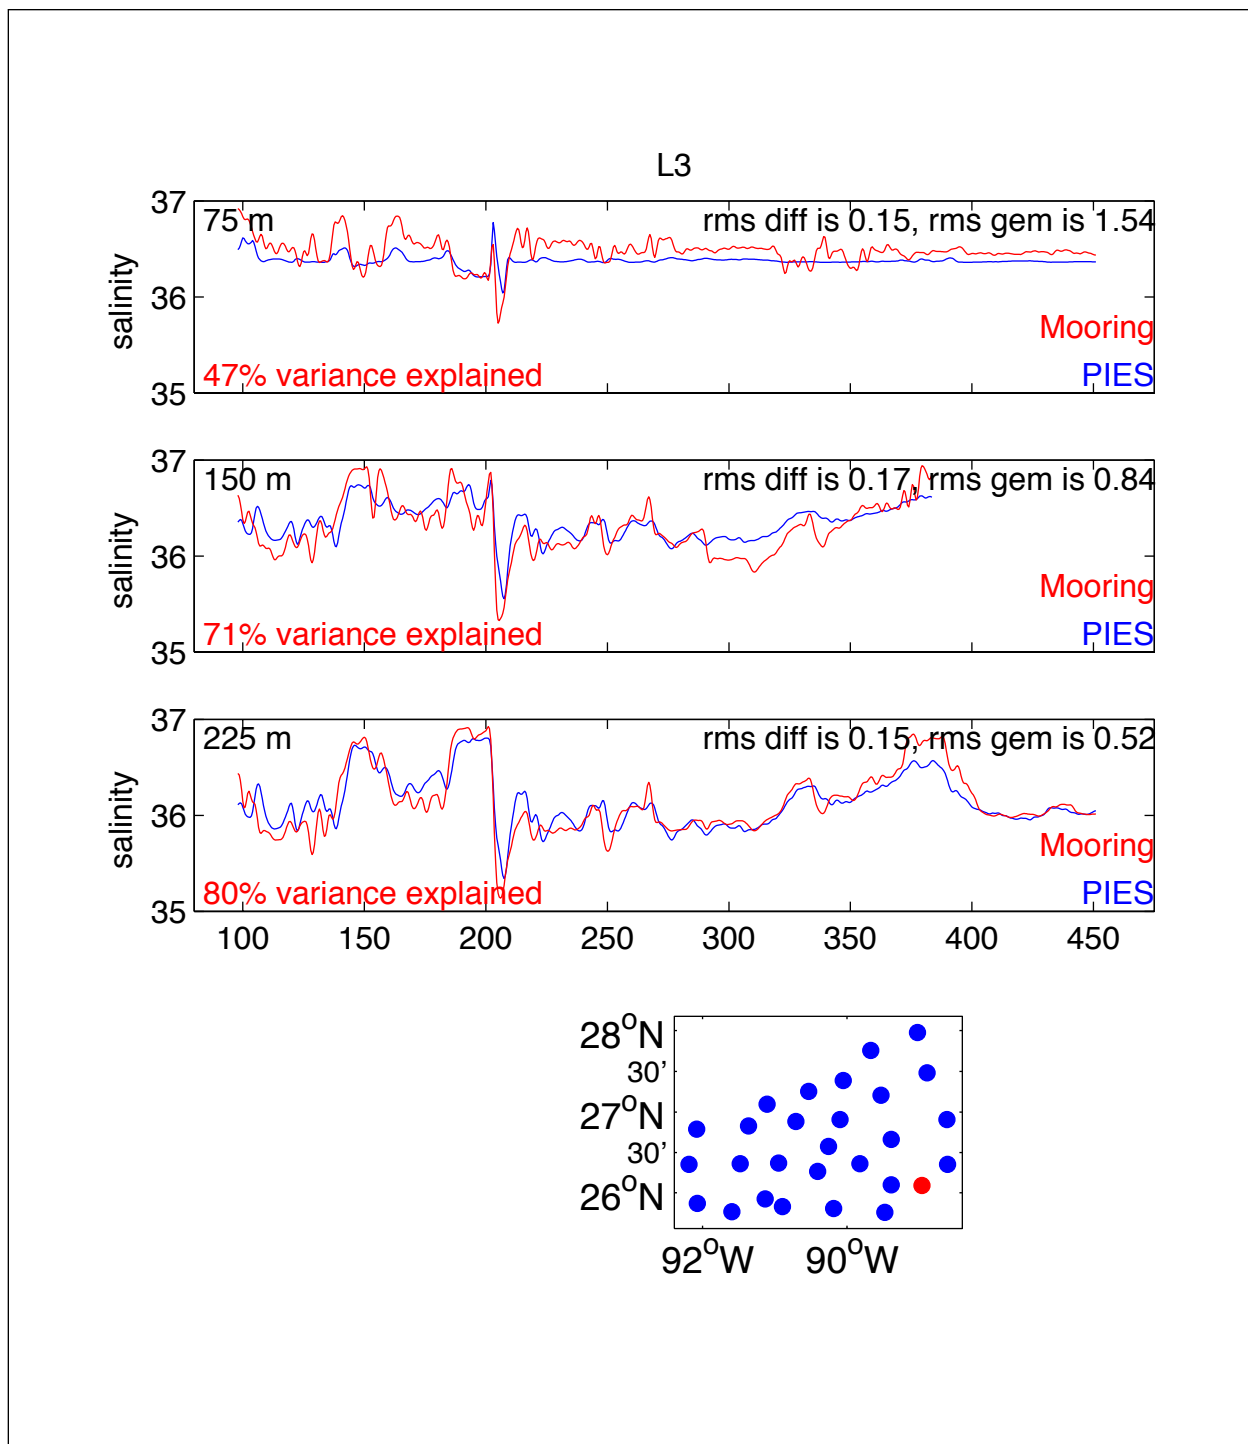 L3
37
75 m
rms diff is 0.15, rms gem is 1.54
salinity
36
Mooring
47% variance explained
PIES
35
37
150 m
rms diff is 0.17, rms gem is 0.84
salinity
36
Mooring
71% variance explained
PIES
35
37
225 m
rms diff is 0.15, rms gem is 0.52
salinity
36
Mooring
80% variance explained
PIES
35
100 150 200 250 300 350 400 450
28°N
30'
27°N
30'
26°N
92°W 90°W